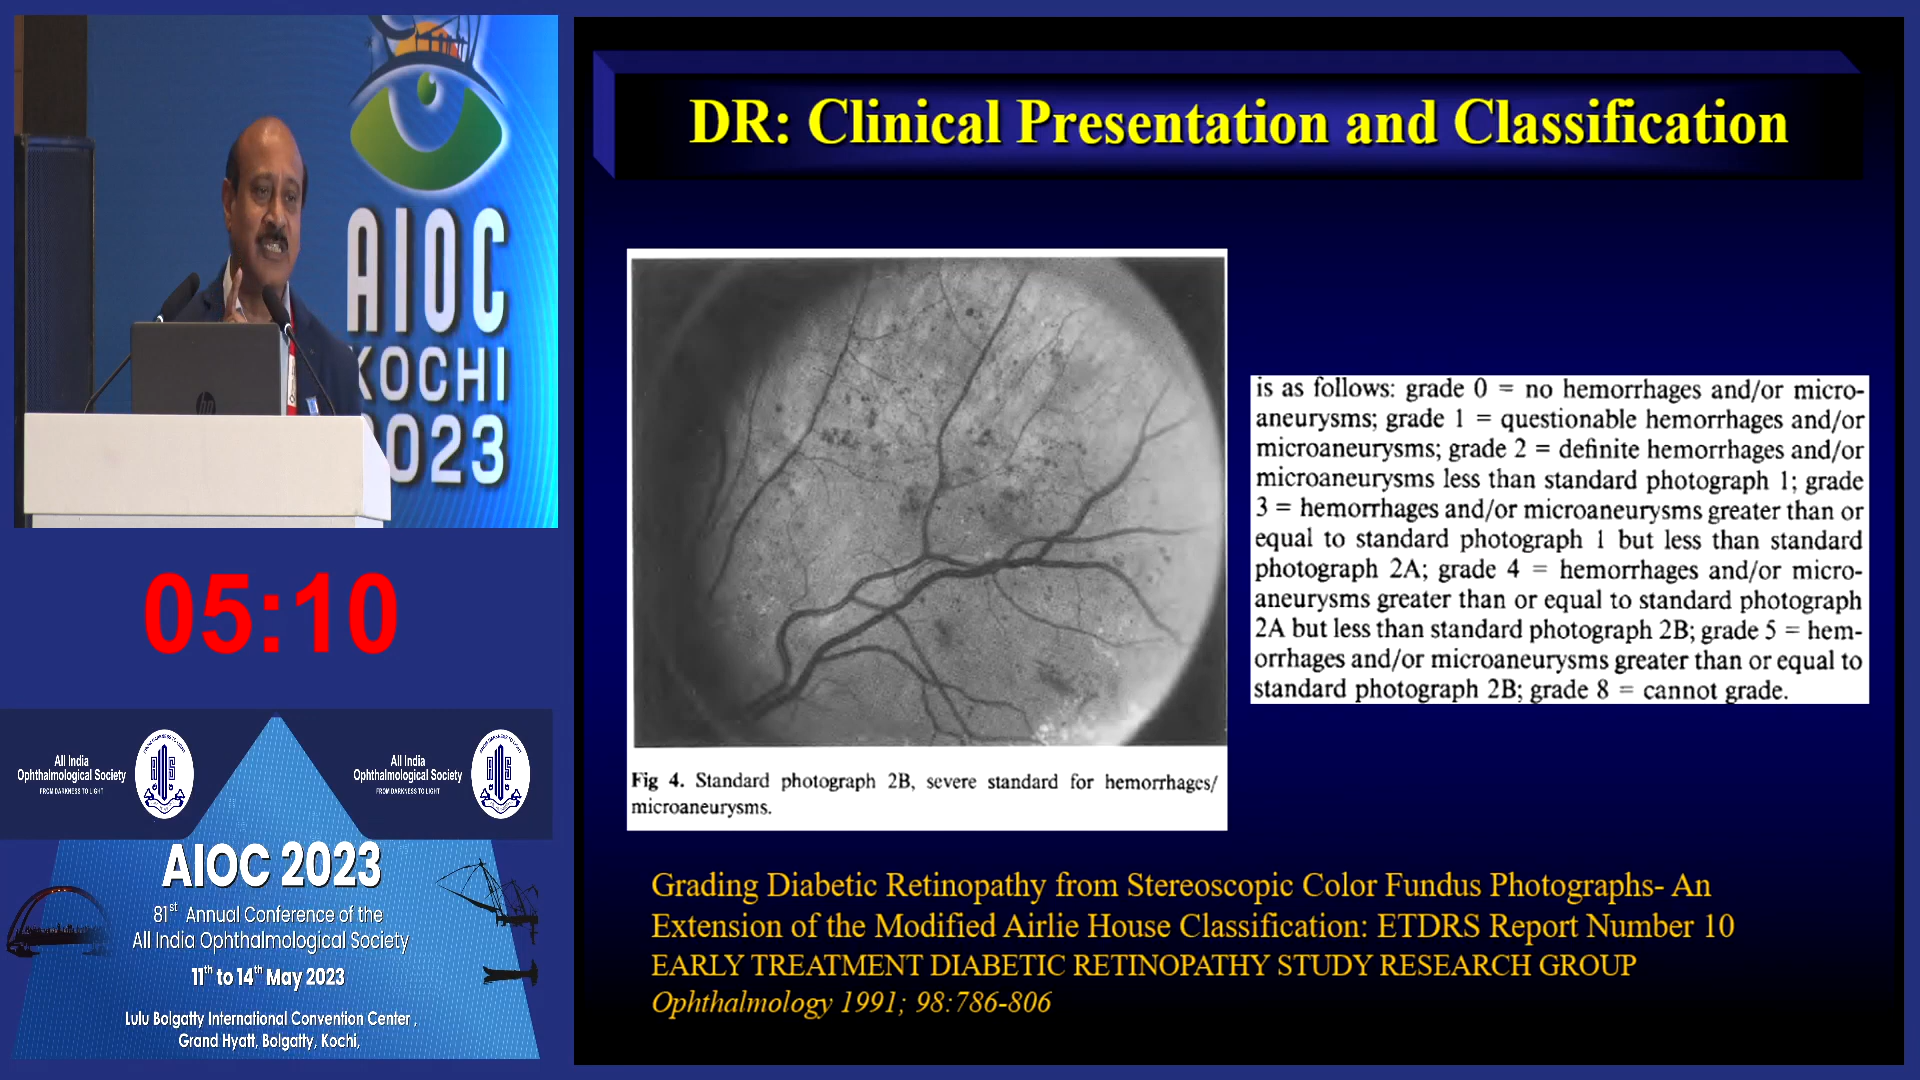 AIOC
KOCHI
2023
hp
05:10
All India
Ophthalmological Society
FROM DARKNESS TO LIGHT
All India
Ophthalmological Society
FROM DARKNESS TO LIGHT
AIOC 2023
81st Annual Conference of the
All India Ophthalmological Society
11th to 14th May 2023
Lulu Bolgatty International Convention Center ,
Grand Hyatt, Bolgatty, Kochi,
DR: Clinical Presentation and Classification
Fig 4. Standard photograph 2B, severe standard for hemorrhages/
microaneurysms.
is as follows: grade 0 = no hemorrhages and/or micro-
aneurysms; grade 1 = questionable hemorrhages and/or
microaneurysms; grade 2 = definite hemorrhages and/or
microaneurysms less than standard photograph 1; grade
3 = hemorrhages and/or microaneurysms greater than or
equal to standard photograph 1 but less than standard
photograph 2A; grade 4 = hemorrhages and/or micro-
aneurysms greater than or equal to standard photograph
2A but less than standard photograph 2B; grade 5 = hem-
orrhages and/or microaneurysms greater than or equal to
standard photograph 2B; grade 8 = cannot grade.
Grading Diabetic Retinopathy from Stereoscopic Color Fundus Photographs- An
Extension of the Modified Airlie House Classification: ETDRS Report Number 10
EARLY TREATMENT DIABETIC RETINOPATHY STUDY RESEARCH GROUP
Ophthalmology 1991; 98:786-806